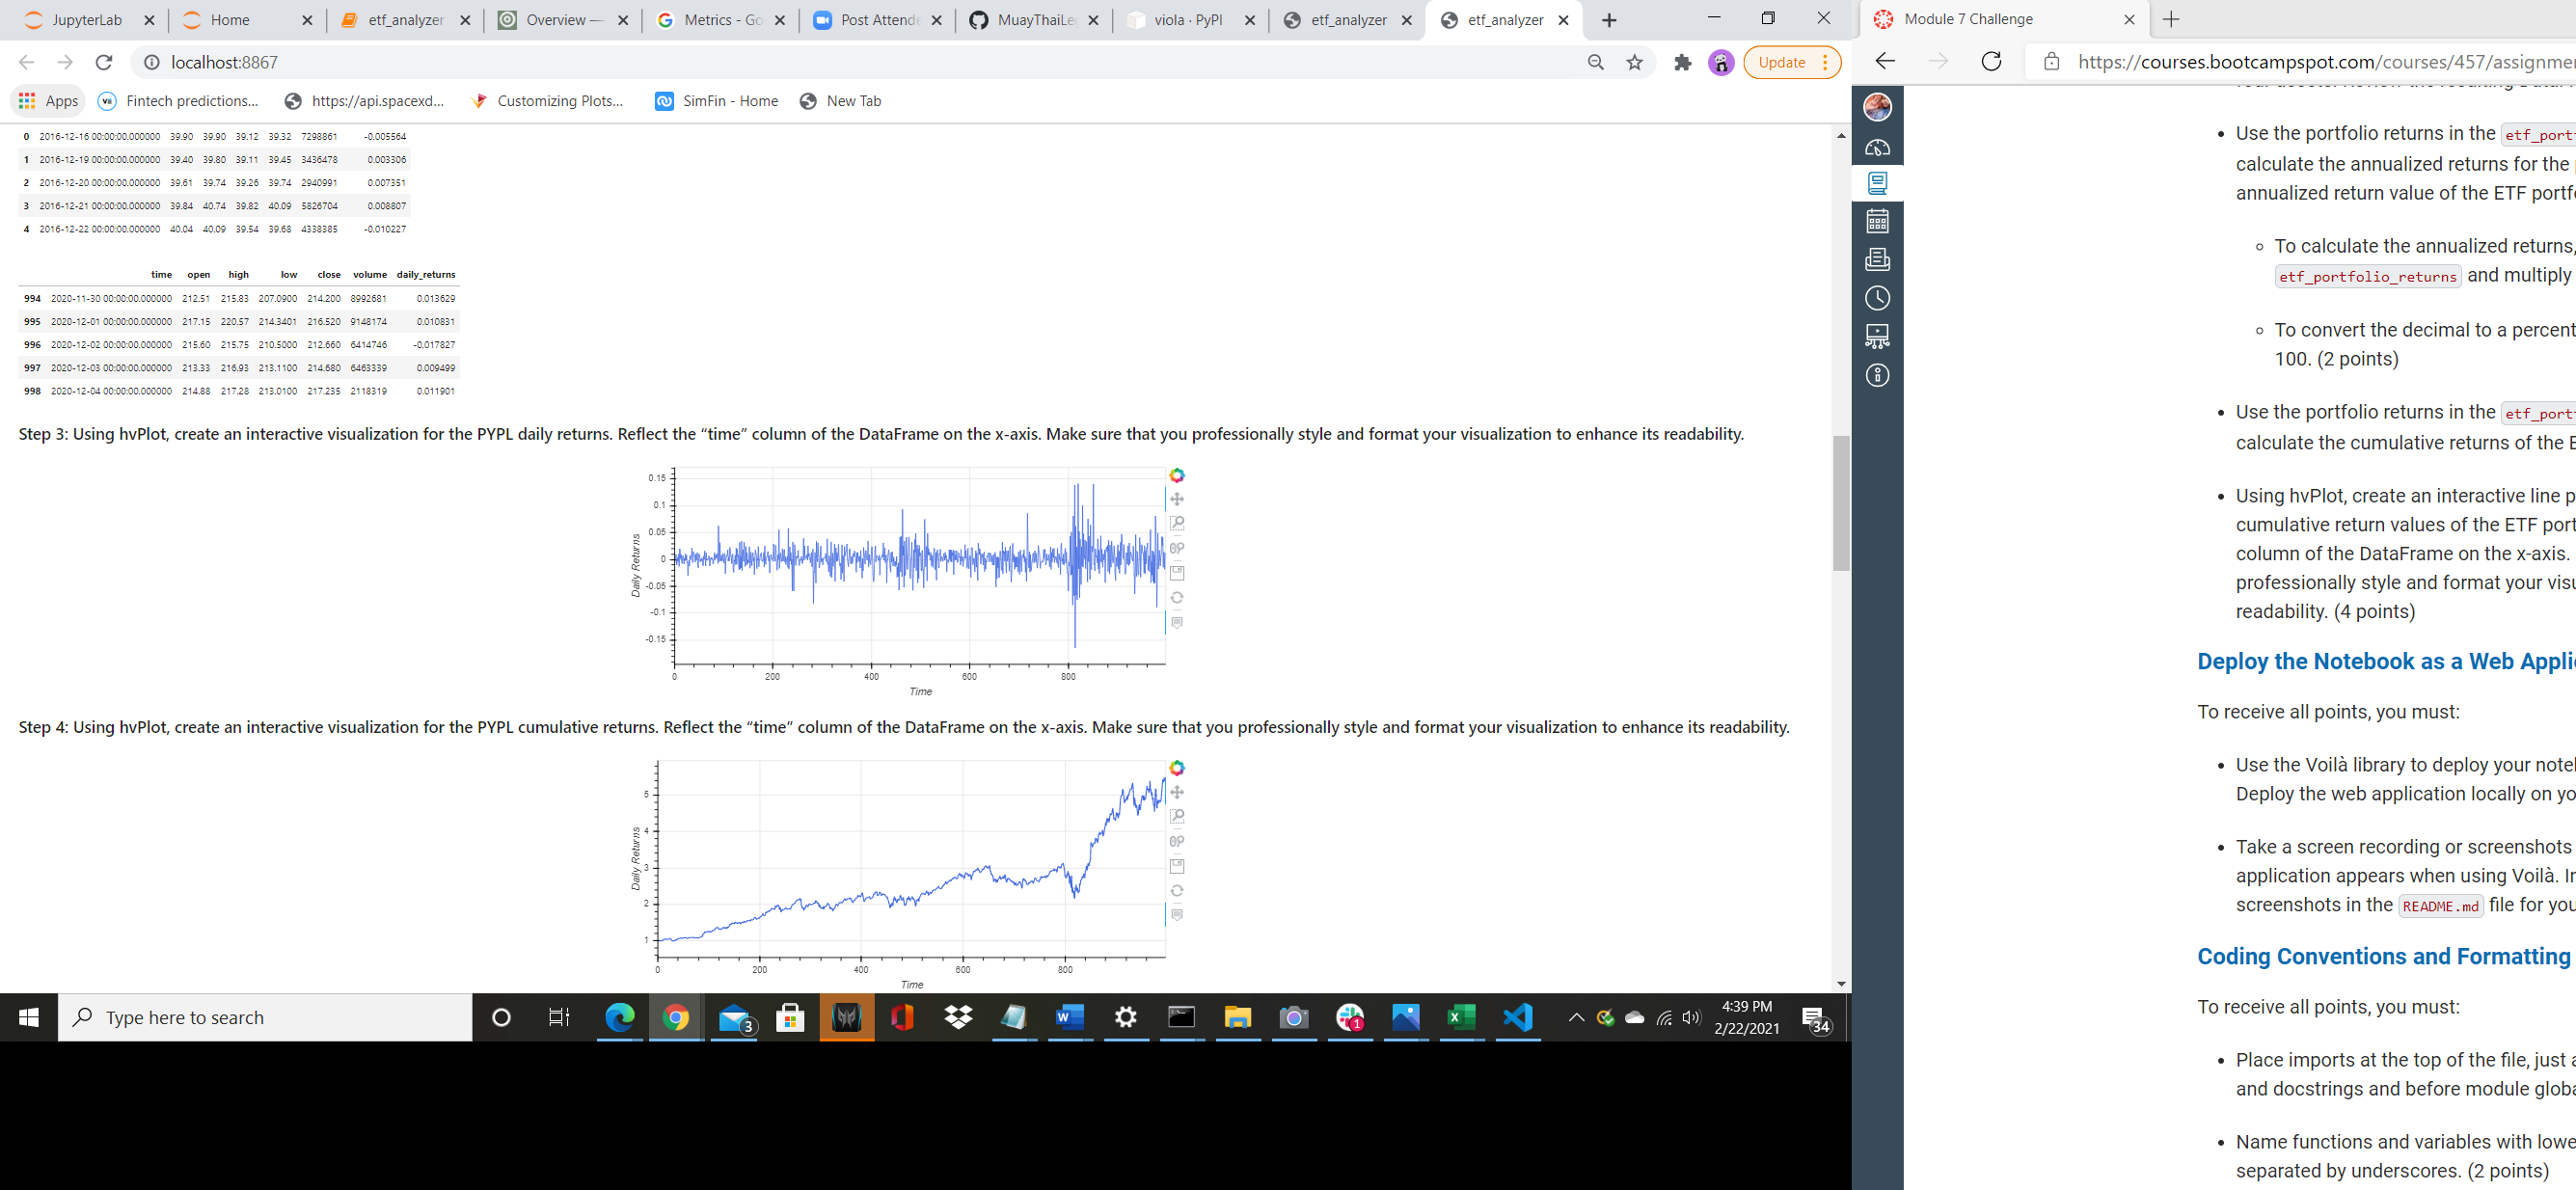 JupyterLab
Home
etf_analyzer
Overview —
Metrics - Go
Post Attende
MuayThaiLe
viola · PyPI
etf_analyzer
etf_analyzer
Module 7 Challenge
localhost:8867
Update
https://courses.bootcampspot.com/courses/457/assignme
Apps
Fintech predictions...
https://api.spacexd...
Customizing Plots...
SimFin - Home
New Tab
0 2016-12-16 00:00:00.000000 39.90 39.90 39.12 39.32 7298861 -0.005564
1 2016-12-19 00:00:00.000000 39.40 39.80 39.11 39.45 3436478 0.003306
2 2016-12-20 00:00:00.000000 39.61 39.74 39.26 39.74 2940991 0.007351
3 2016-12-21 00:00:00.000000 39.84 40.74 39.82 40.09 5826704 0.008807
4 2016-12-22 00:00:00.000000 40.04 40.09 39.54 39.68 4338385 -0.010227
time open high low close volume daily_returns
994 2020-11-30 00:00:00.000000 212.51 215.83 207.0900 214.200 8992681 0.013629
995 2020-12-01 00:00:00.000000 217.15 220.57 214.3401 216.520 9148174 0.010831
996 2020-12-02 00:00:00.000000 215.60 215.75 210.5000 212.660 6414746 -0.017827
997 2020-12-03 00:00:00.000000 213.33 216.93 213.1100 214.680 6463339 0.009499
998 2020-12-04 00:00:00.000000 214.88 217.28 213.0100 217.235 2118319 0.011901
Step 3: Using hvPlot, create an interactive visualization for the PYPL daily returns. Reflect the “time” column of the DataFrame on the x-axis. Make sure that you professionally style and format your visualization to enhance its readability.
0.15
0.1
0.05
0
-0.05
-0.1
-0.15
Daily Returns
0 200 400 600 800
Time
Step 4: Using hvPlot, create an interactive visualization for the PYPL cumulative returns. Reflect the “time” column of the DataFrame on the x-axis. Make sure that you professionally style and format your visualization to enhance its readability.
5
4
3
2
1
Daily Returns
0 200 400 600 800
Time
Type here to search
3
1
4:39 PM
2/22/2021
34
Use the portfolio returns in the etf_port
calculate the annualized returns for the
annualized return value of the ETF portf
To calculate the annualized returns,
etf_portfolio_returns and multiply
To convert the decimal to a percent
100. (2 points)
Use the portfolio returns in the etf_port
calculate the cumulative returns of the E
Using hvPlot, create an interactive line p
cumulative return values of the ETF port
column of the DataFrame on the x-axis.
professionally style and format your visu
readability. (4 points)
Deploy the Notebook as a Web Appli
To receive all points, you must:
Use the Voilà library to deploy your note
Deploy the web application locally on yo
Take a screen recording or screenshots
application appears when using Voilà. In
screenshots in the README.md file for you
Coding Conventions and Formatting
To receive all points, you must:
Place imports at the top of the file, just a
and docstrings and before module globa
Name functions and variables with lowe
separated by underscores. (2 points)